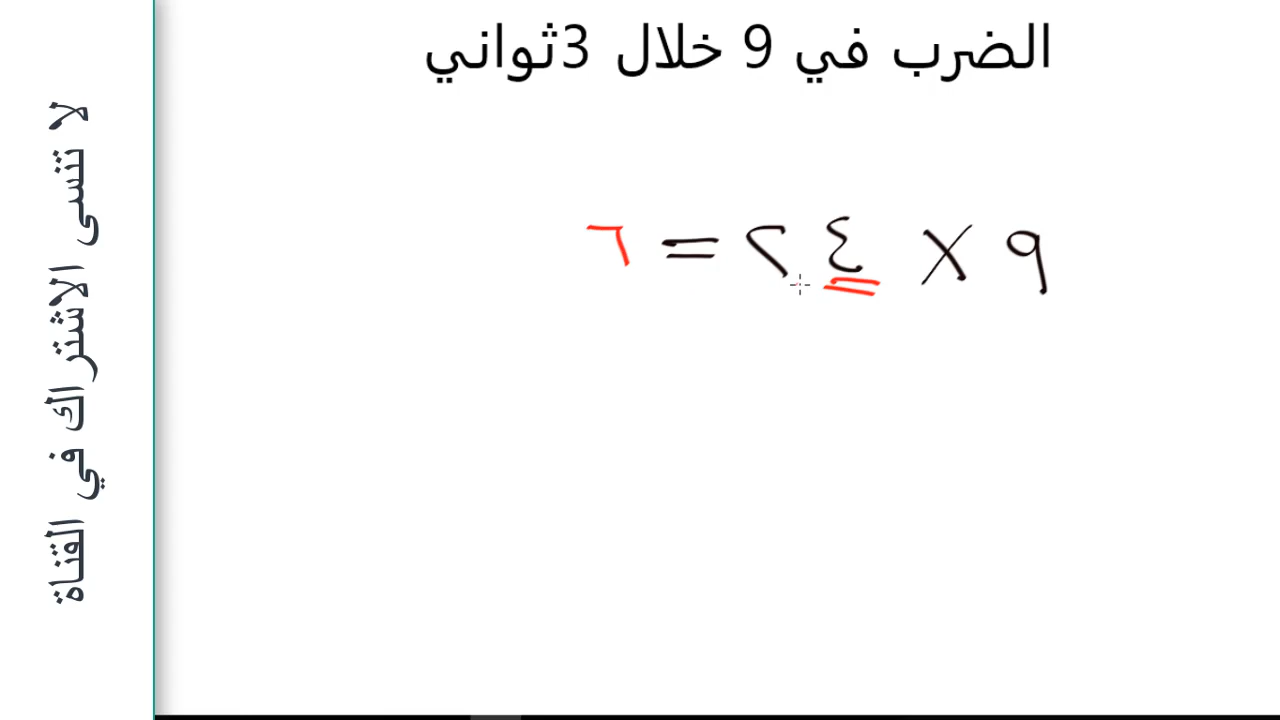 الضرب في 9 خلال 3ثواني
٩ × ٢٤ = ٦
لا تنسى الاشتراك في القناة